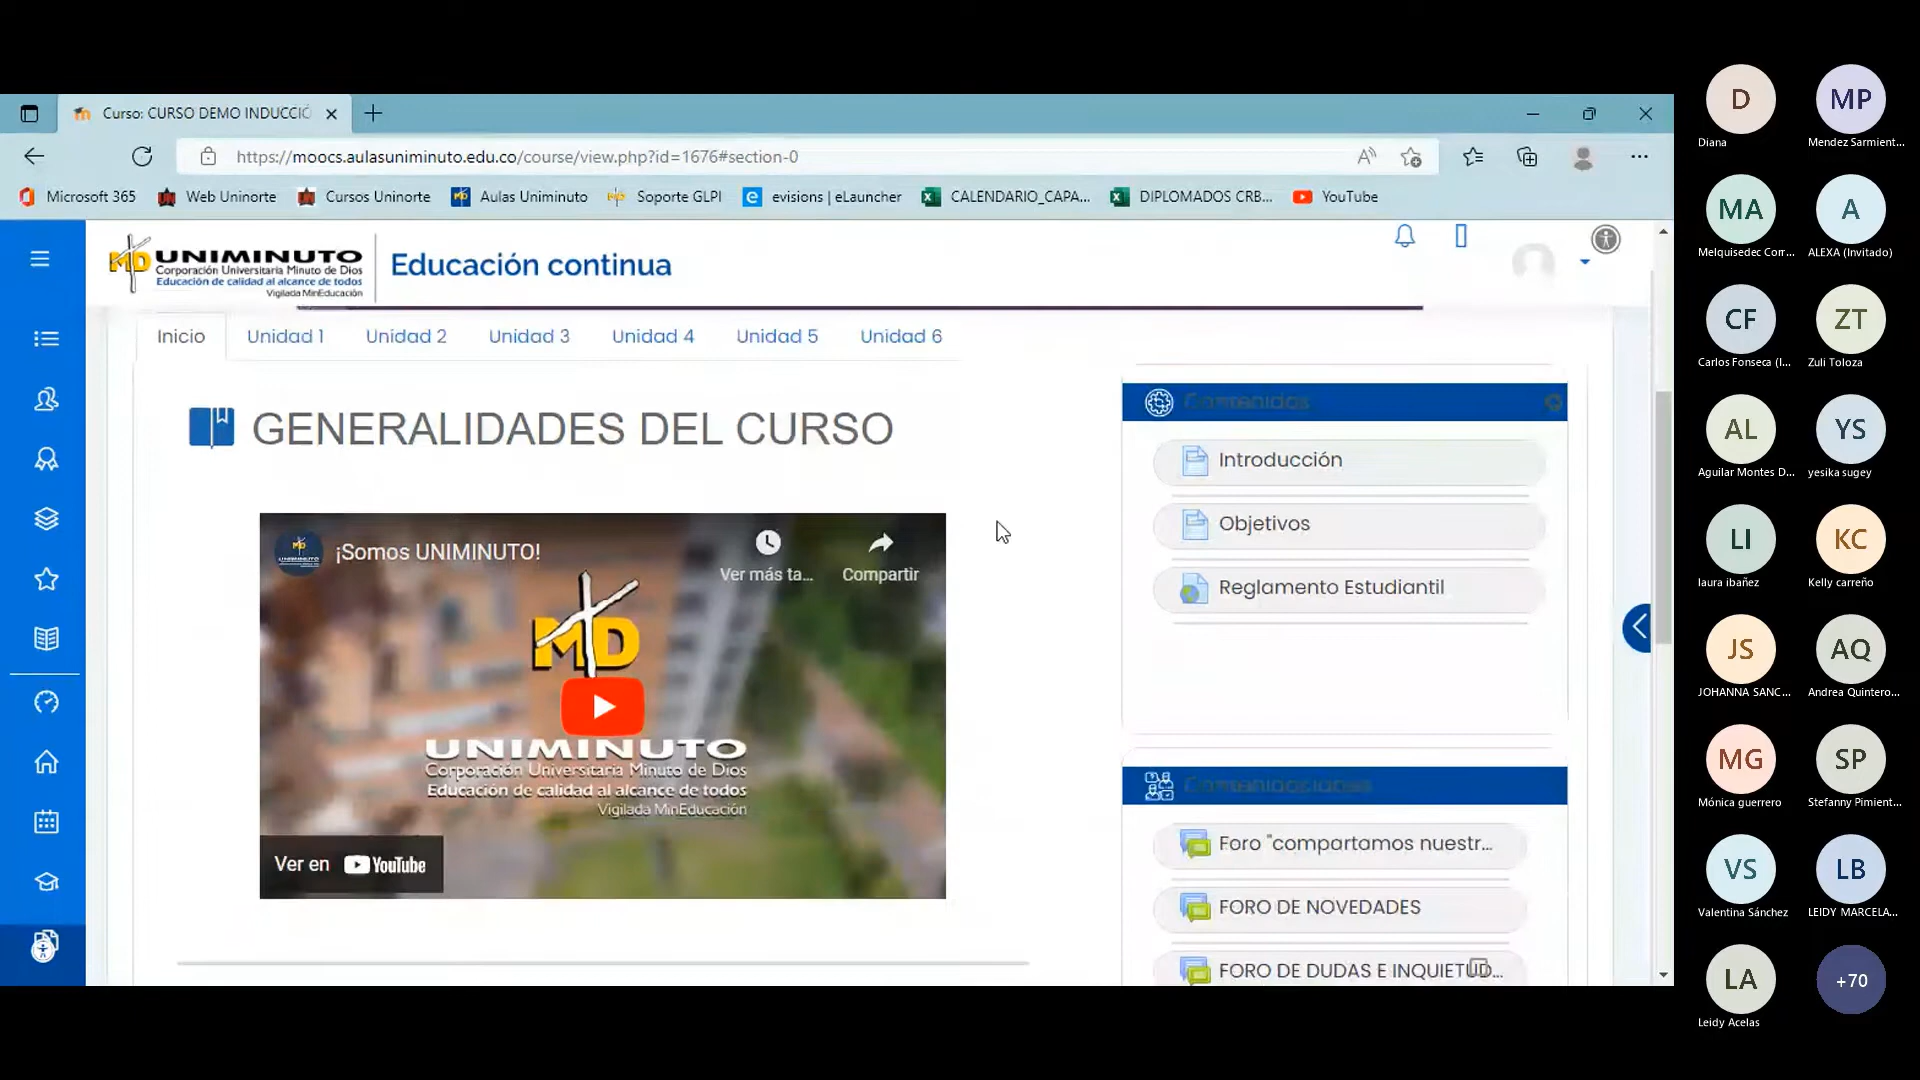 Curso: CURSO DEMO INDUCCIÓ
https://moocs.aulasuniminuto.edu.co/course/view.php?id=1676#section-0
Microsoft 365
Web Uninorte
Cursos Uninorte
Aulas Uniminuto
Soporte GLPI
evisions | eLauncher
CALENDARIO_CAPA...
DIPLOMADOS CRB...
YouTube
UNIMINUTO
Corporación Universitaria Minuto de Dios
Educación de calidad al alcance de todos
Vigilada MinEducación
Educación continua
Inicio
Unidad 1
Unidad 2
Unidad 3
Unidad 4
Unidad 5
Unidad 6
GENERALIDADES DEL CURSO
¡Somos UNIMINUTO!
Ver más ta...
Compartir
MD
UNIMINUTO
Corporación Universitaria Minuto de Dios
Educación de calidad al alcance de todos
Vigilada MinEducación
Ver en YouTube
Contenidos
Introducción
Objetivos
Reglamento Estudiantil
Foro "compartamos nuestr...
FORO DE NOVEDADES
FORO DE DUDAS E INQUIETUD...
D
Diana
MP
Mendez Sarmient...
MA
Melquisedec Corr...
A
ALEXA (Invitado)
CF
Carlos Fonseca (I...
ZT
Zuli Toloza
AL
Aguilar Montes D...
YS
yesika sugey
LI
laura ibañez
KC
Kelly carreño
JS
JOHANNA SANC...
AQ
Andrea Quintero...
MG
Mónica guerrero
SP
Stefanny Pimient...
VS
Valentina Sánchez
LB
LEIDY MARCELA...
LA
Leidy Acelas
+70